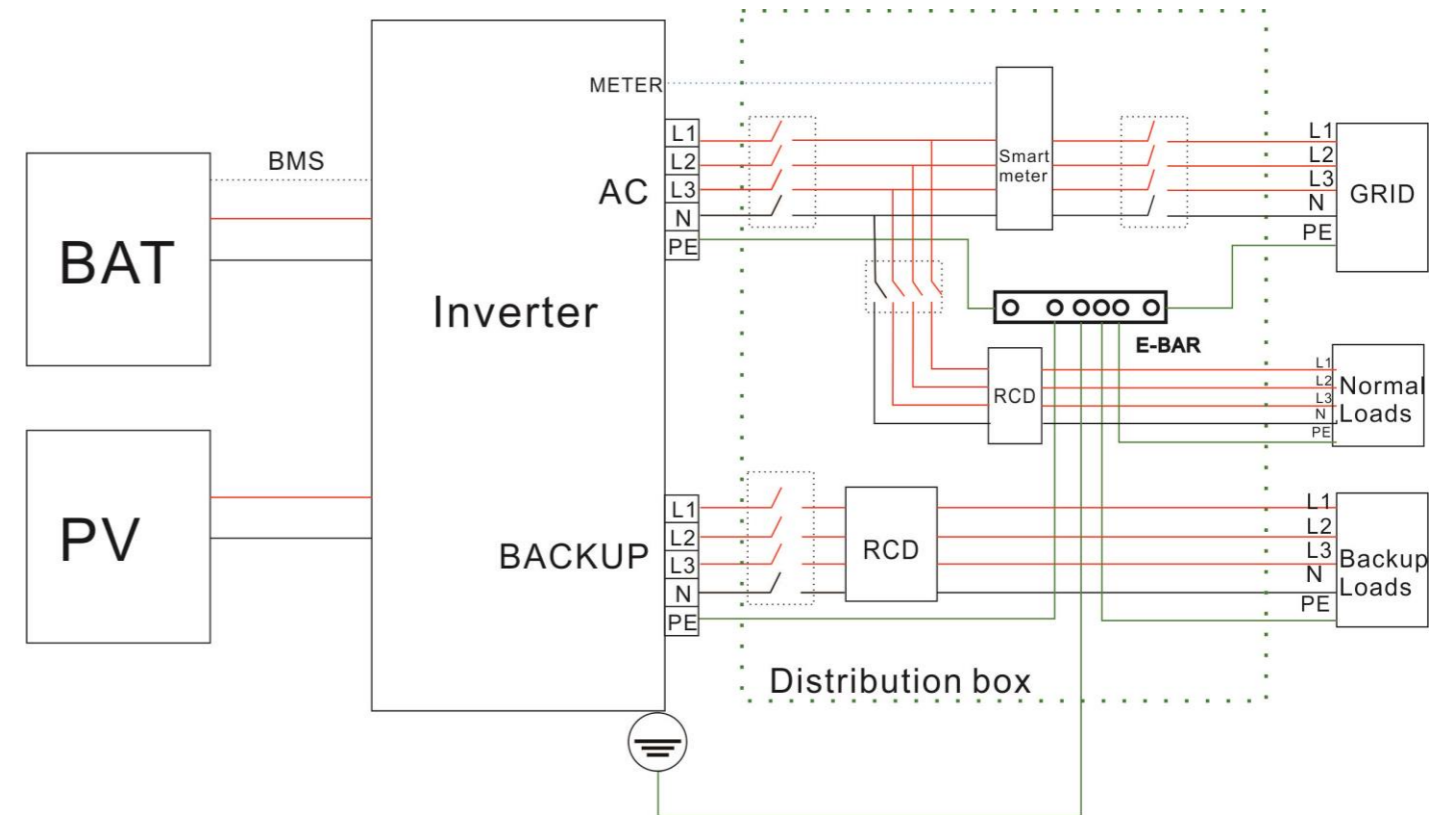 METER
BMS
BAT
Inverter
AC
L1
L2
L3
N
PE
Smart
meter
L1
L2
L3
N
PE
GRID
E-BAR
RCD
L1
L2
L3
N
PE
Normal
Loads
PV
BACKUP
L1
L2
L3
N
PE
RCD
L1
L2
L3
N
PE
Backup
Loads
Distribution box